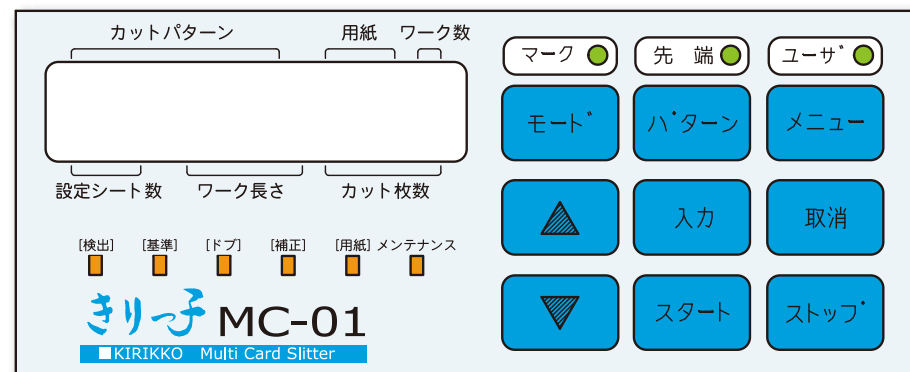 カットパターン 用紙 ワーク数
設定シート数 ワーク長さ カット枚数
[検出] [基準] [ドブ] [補正] [用紙] メンテナンス
きりっ子 MC-01
KIRIKKO Multi Card Slitter
マーク 先 端 ユーザ゛
モード パターン メニュー
入力 取消
スタート ストップ